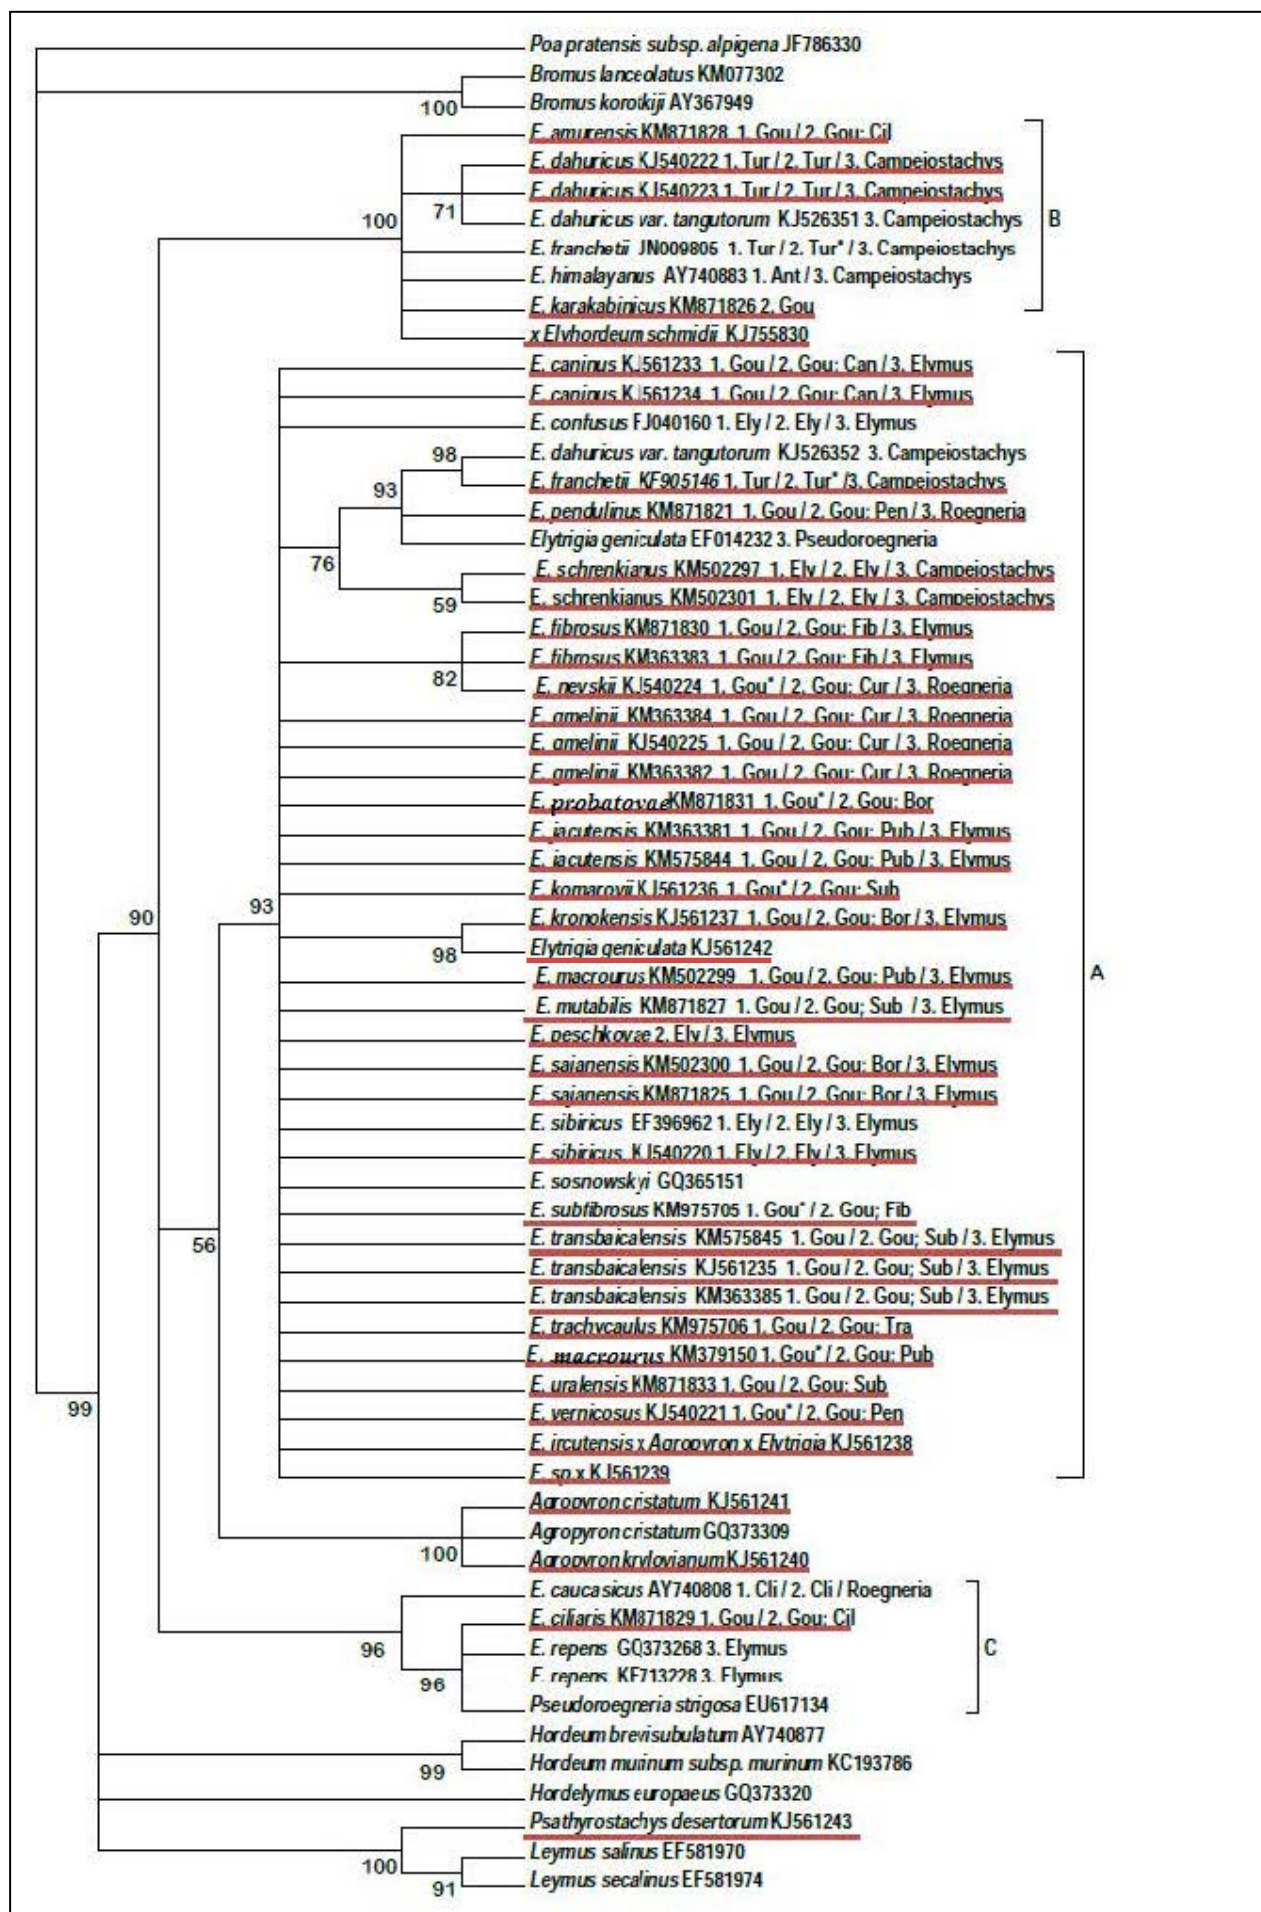 Poa pratensis subsp. alpigena JF786330
Bromus lanceolatus KM077302
100 Bromus korotkiji AY367949
E. amurensis KM871828 1. Gou / 2. Gou: Cil
E. dahuricus KJ540222 1. Tur / 2. Tur / 3. Campeiostachys
E. dahuricus KJ540223 1. Tur / 2. Tur / 3. Campeiostachys
100 71 E. dahuricus var. tangutorum KJ526351 3. Campeiostachys B
E. franchetii JN009805 1. Tur / 2. Tur* / 3. Campeiostachys
E. himalayanus AY740883 1. Ant / 3. Campeiostachys
E. karakabinicus KM871826 2. Gou
x Elyhordeum schmidii KJ755830
E. caninus KJ561233 1. Gou / 2. Gou: Can / 3. Elymus
E. caninus KJ561234 1. Gou / 2. Gou: Can / 3. Elymus
E. confusus FJ040160 1. Ely / 2. Ely / 3. Elymus
98 E. dahuricus var. tangutorum KJ526352 3. Campeiostachys
93 E. franchetii KF905146 1. Tur / 2. Tur* /3. Campeiostachys
E. pendulinus KM871821 1. Gou / 2. Gou: Pen / 3. Roegneria
Elytrigia geniculata EF014232 3. Pseudoroegneria
76 E. schrenkianus KM502297 1. Ely / 2. Ely / 3. Campeiostachys
59 E. schrenkianus KM502301 1. Ely / 2. Ely / 3. Campeiostachys
E. fibrosus KM871830 1. Gou / 2. Gou: Fib / 3. Elymus
E. fibrosus KM363383 1. Gou / 2. Gou: Fib / 3. Elymus
82 E. nevskii KJ540224 1. Gou* / 2. Gou: Cur / 3. Roegneria
E. gmelinii KM363384 1. Gou / 2. Gou: Cur / 3. Roegneria
E. gmelinii KJ540225 1. Gou / 2. Gou: Cur / 3. Roegneria
E. gmelinii KM363382 1. Gou / 2. Gou: Cur / 3. Roegneria
E. probatovae KM871831 1. Gou* / 2. Gou: Bor
E. jacutensis KM363381 1. Gou / 2. Gou: Pub / 3. Elymus
E. jacutensis KM575844 1. Gou / 2. Gou: Pub / 3. Elymus
E. komarovii KJ561236 1. Gou* / 2. Gou: Sub
90 93 E. kronokensis KJ561237 1. Gou / 2. Gou: Bor / 3. Elymus
98 Elytrigia geniculata KJ561242
E. macrourus KM502299 1. Gou / 2. Gou: Pub / 3. Elymus A
E. mutabilis KM871827 1. Gou / 2. Gou; Sub / 3. Elymus
E. peschkovae 2. Ely / 3. Elymus
E. sajanensis KM502300 1. Gou / 2. Gou: Bor / 3. Elymus
E. sajanensis KM871825 1. Gou / 2. Gou: Bor / 3. Elymus
E. sibiricus EF396962 1. Ely / 2. Ely / 3. Elymus
E. sibiricus KJ540220 1. Ely / 2. Ely / 3. Elymus
E. sosnowskyi GQ365151
E. subfibrosus KM975705 1. Gou* / 2. Gou; Fib
56 E. transbaicalensis KM575845 1. Gou / 2. Gou; Sub / 3. Elymus
E. transbaicalensis KJ561235 1. Gou / 2. Gou; Sub / 3. Elymus
E. transbaicalensis KM363385 1. Gou / 2. Gou; Sub / 3. Elymus
E. trachycaulus KM975706 1. Gou / 2. Gou: Tra
E. macrourus KM379150 1. Gou* / 2. Gou: Pub
E. uralensis KM871833 1. Gou / 2. Gou: Sub
99 E. vernicosus KJ540221 1. Gou* / 2. Gou: Pen
E. ircutensis x Agropyron x Elytrigia KJ561238
E. sp.x KJ561239
Agropyron cristatum KJ561241
Agropyron cristatum GQ373309
100 Agropyron krylovianum KJ561240
E. caucasicus AY740808 1. Cli / 2. Cli / Roegneria
E. ciliaris KM871829 1. Gou / 2. Gou: Cil
96 E. repens GQ373268 3. Elymus C
96 E. repens KF713228 3. Elymus
Pseudoroegneria strigosa EU617134
Hordeum brevisubulatum AY740877
99 Hordeum murinum subsp. murinum KC193786
Hordelymus europaeus GQ373320
Psathyrostachys desertorum KJ561243
100 Leymus salinus EF581970
91 Leymus secalinus EF581974